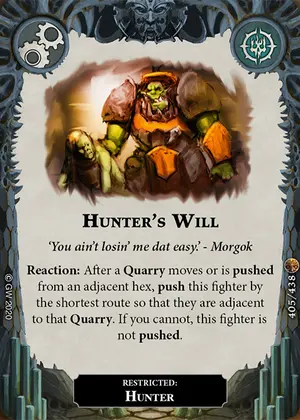 HUNTER'S WILL
‘You ain’t losin’ me dat easy.’ - Morgok
Reaction: After a Quarry moves or is pushed
from an adjacent hex, push this fighter by
the shortest route so that they are adjacent
to that Quarry. If you cannot, this fighter is
not pushed.
RESTRICTED:
HUNTER
© GW 2020
405/438